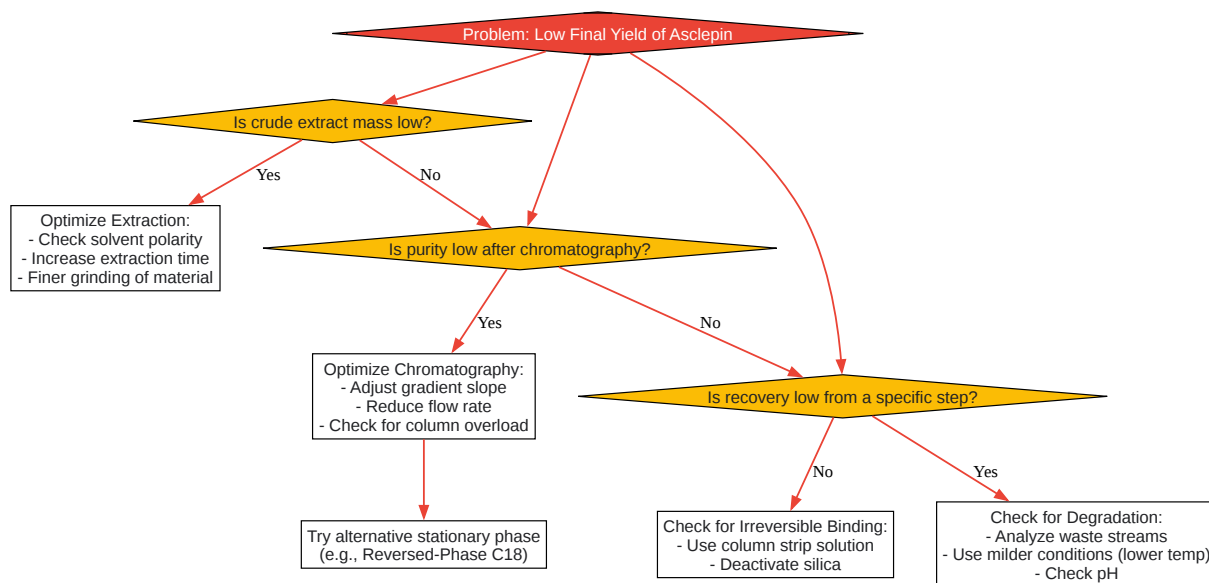 Problem: Low Final Yield of Asclepin
Is crude extract mass low?
Yes
No
Optimize Extraction:
- Check solvent polarity
- Increase extraction time
- Finer grinding of material
Is purity low after chromatography?
Yes
No
Optimize Chromatography:
- Adjust gradient slope
- Reduce flow rate
- Check for column overload
Is recovery low from a specific step?
No
Yes
Try alternative stationary phase
(e.g., Reversed-Phase C18)
Check for Irreversible Binding:
- Use column strip solution
- Deactivate silica
Check for Degradation:
- Analyze waste streams
- Use milder conditions (lower temp)
- Check pH